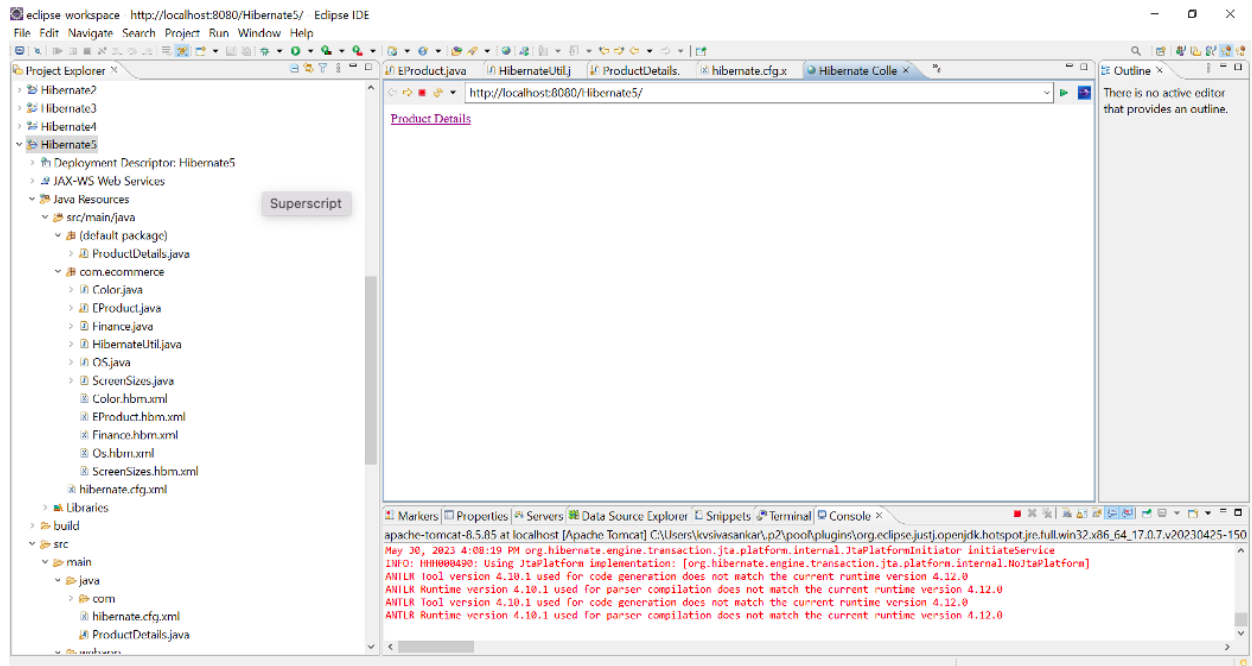 eclipse workspace http://localhost:8080/Hibernate5/ Eclipse IDE
File Edit Navigate Search Project Run Window Help
Project Explorer
Hibernate2
Hibernate3
Hibernate4
Hibernate5
Deployment Descriptor: Hibernate5
JAX-WS Web Services
Java Resources
src/main/java
(default package)
ProductDetails.java
com.ecommerce
Color.java
EProduct.java
Finance.java
HibernateUtil.java
OS.java
ScreenSizes.java
Color.hbm.xml
EProduct.hbm.xml
Finance.hbm.xml
Os.hbm.xml
ScreenSizes.hbm.xml
hibernate.cfg.xml
Libraries
build
src
main
java
com
hibernate.cfg.xml
ProductDetails.java
webapp
Superscript
EProduct.java HibernateUtil.j ProductDetails. hibernate.cfg.x Hibernate Colle
http://localhost:8080/Hibernate5/
Product Details
Outline
There is no active editor
that provides an outline.
Markers Properties Servers Data Source Explorer Snippets Terminal Console
apache-tomcat-8.5.85 at localhost [Apache Tomcat] C:\Users\kvsivasankar\.p2\pool\plugins\org.eclipse.justj.openjdk.hotspot.jre.full.win32.x86_64_17.0.7.v20230425-150
May 30, 2023 4:08:19 PM org.hibernate.engine.transaction.jta.platform.internal.JtaPlatformInitiator initiateService
INFO: HHH000490: Using JtaPlatform implementation: [org.hibernate.engine.transaction.jta.platform.internal.NoJtaPlatform]
ANTLR Tool version 4.10.1 used for code generation does not match the current runtime version 4.12.0
ANTLR Runtime version 4.10.1 used for parser compilation does not match the current runtime version 4.12.0
ANTLR Tool version 4.10.1 used for code generation does not match the current runtime version 4.12.0
ANTLR Runtime version 4.10.1 used for parser compilation does not match the current runtime version 4.12.0